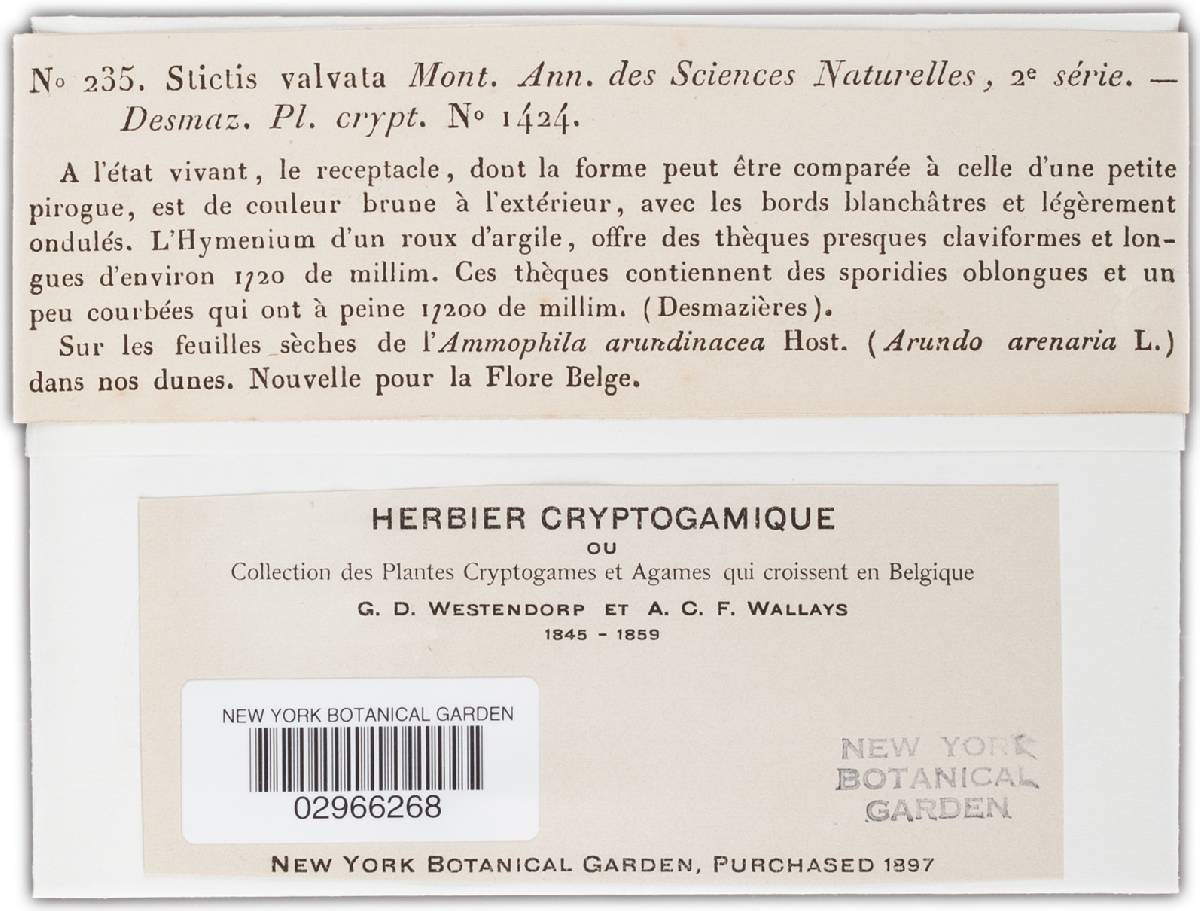 No 235. Stictis valvata Mont. Ann. des Sciences Naturelles, 2e série. —
Desmaz. Pl. crypt. No 1424.
A l'état vivant, le receptacle, dont la forme peut être comparée à celle d'une petite
pirogue, est de couleur brune à l'extérieur, avec les bords blanchâtres et légèrement
ondulés. L'Hymenium d'un roux d'argile, offre des thèques presques claviformes et lon-
gues d'environ 1/20 de millim. Ces thèques contiennent des sporidies oblongues et un
peu courbées qui ont à peine 1/200 de millim. (Desmazières).
Sur les feuilles sèches de l'Ammophila arundinacea Host. (Arundo arenaria L.)
dans nos dunes. Nouvelle pour la Flore Belge.
HERBIER CRYPTOGAMIQUE
OU
Collection des Plantes Cryptogames et Agames qui croissent en Belgique
G. D. WESTENDORP ET A. C. F. WALLAYS
1845 - 1859
NEW YORK BOTANICAL GARDEN
02966268
NEW YORK
BOTANICAL
GARDEN
NEW YORK BOTANICAL GARDEN, PURCHASED 1897